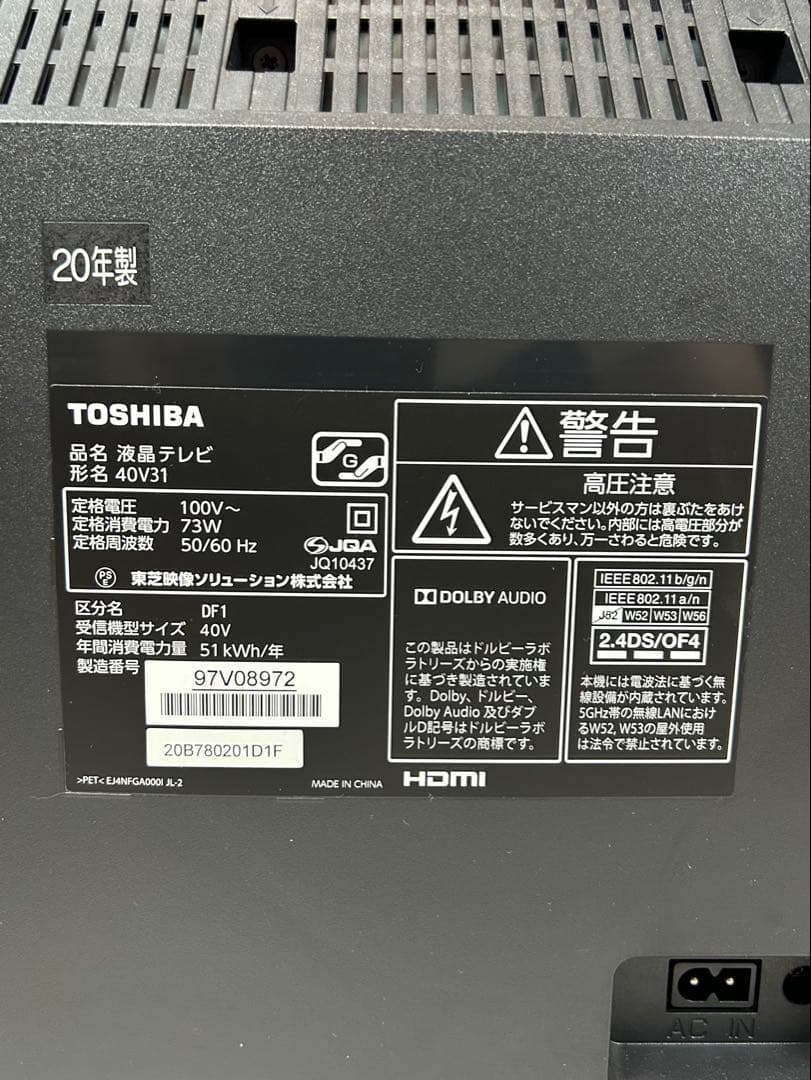 20年製
TOSHIBA
品名 液晶テレビ
形名 40V31
G
定格電圧 100V～
定格消費電力 73W
定格周波数 50/60 Hz
JQA
JQ10437
PSE 東芝映像ソリューション株式会社
区分名 DF1
受信機型サイズ 40V
年間消費電力量 51 kWh/年
製造番号
97V08972
20B780201D1F
>PET< EJ4NFGA000I JL-2
MADE IN CHINA
警告
高圧注意
サービスマン以外の方は裏ぶたをあけ
ないでください。内部には高電圧部分が
数多くあり、万一さわると危険です。
DOLBY AUDIO
この製品はドルビーラボ
ラトリーズからの実施権
に基づき製造されていま
す。Dolby、ドルビー、
Dolby Audio 及びダブ
ルD記号はドルビーラボ
ラトリーズの商標です。
HDMI
IEEE802.11b/g/n
IEEE802.11a/n
J52 W52 W53 W56
2.4DS/OF4
本機には電波法に基づく無
線設備が内蔵されています。
5GHz帯の無線LANにおけ
るW52, W53の屋外使用
は法令で禁止されています。
AC IN